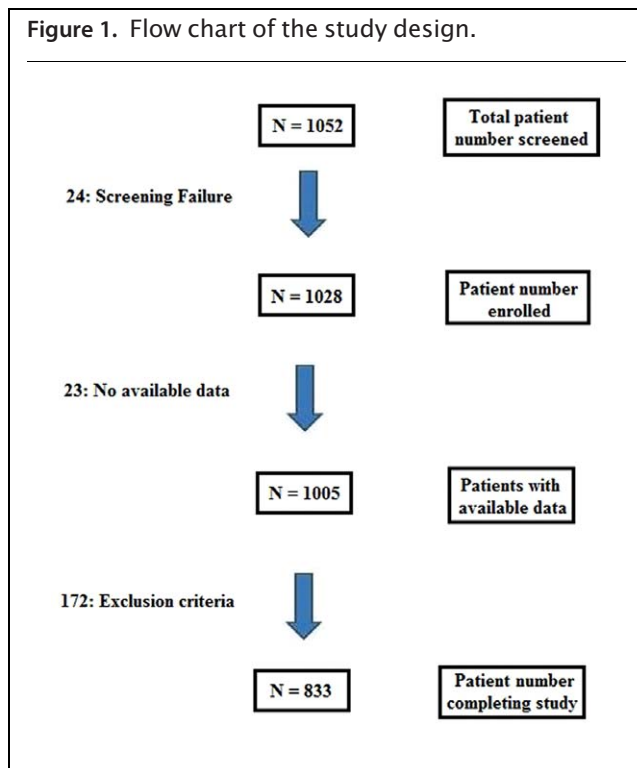 Figure 1. Flow chart of the study design.
N = 1052
Total patient
number screened
24: Screening Failure
N = 1028
Patient number
enrolled
23: No available data
N = 1005
Patients with
available data
172: Exclusion criteria
N = 833
Patient number
completing study